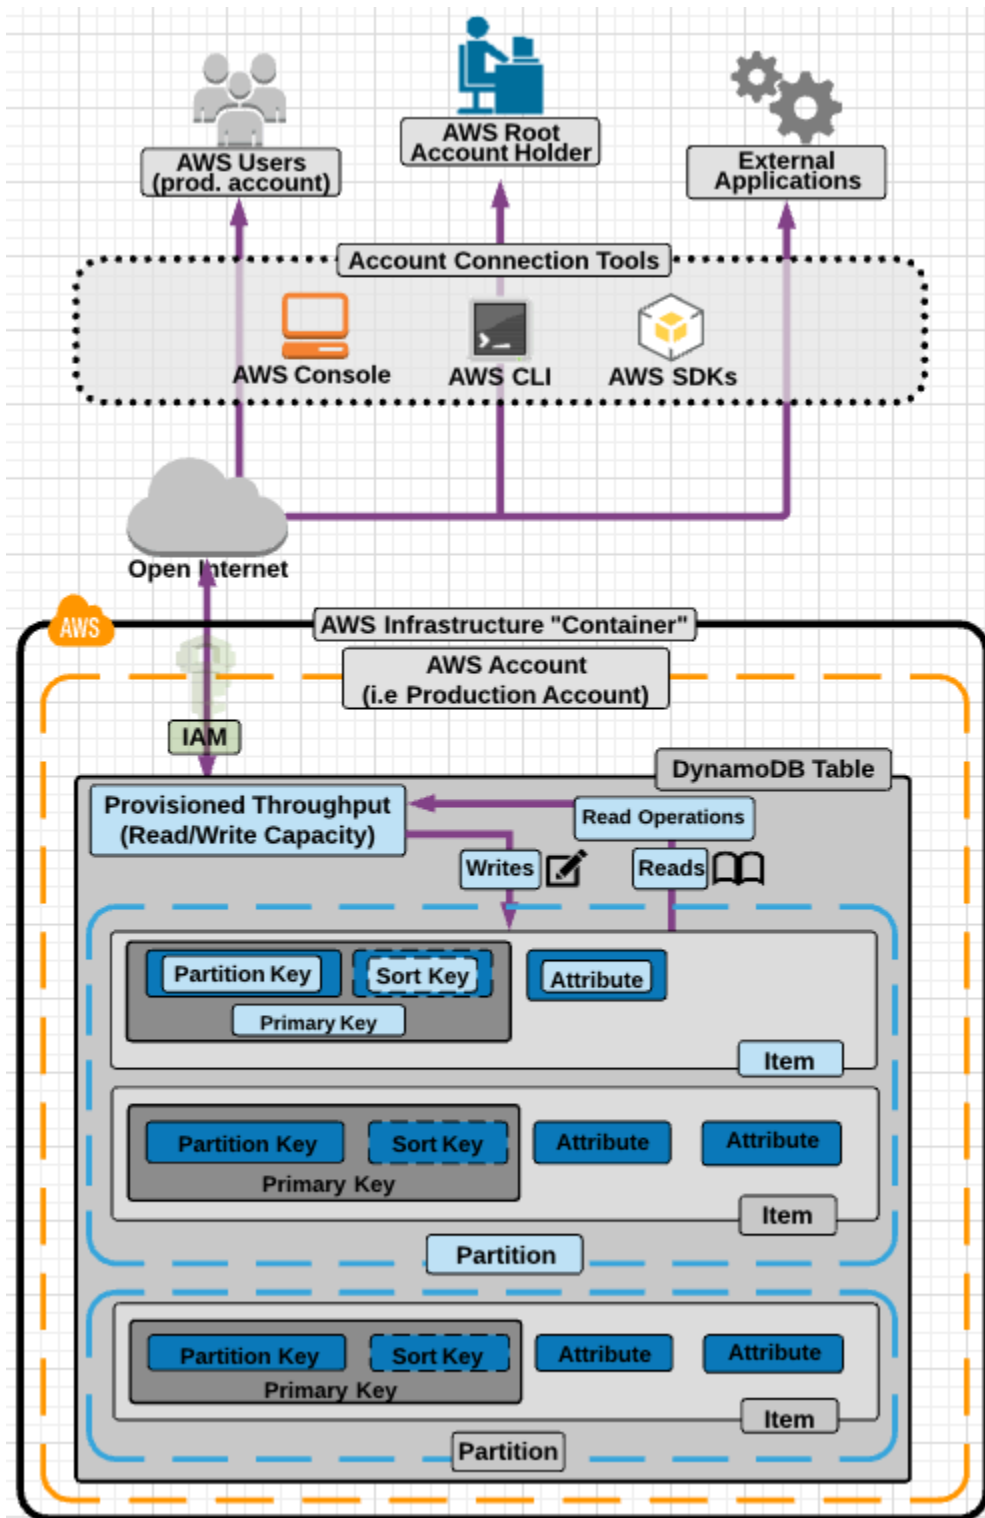 AWS Users
(prod. account)
AWS Root
Account Holder
External
Applications
Account Connection Tools
AWS Console
AWS CLI
AWS SDKs
Open Internet
AWS
AWS Infrastructure "Container"
AWS Account
(i.e Production Account)
IAM
DynamoDB Table
Provisioned Throughput
(Read/Write Capacity)
Read Operations
Writes
Reads
Partition Key
Sort Key
Attribute
Primary Key
Item
Partition Key
Sort Key
Attribute
Attribute
Primary Key
Item
Partition
Partition Key
Sort Key
Attribute
Attribute
Primary Key
Item
Partition